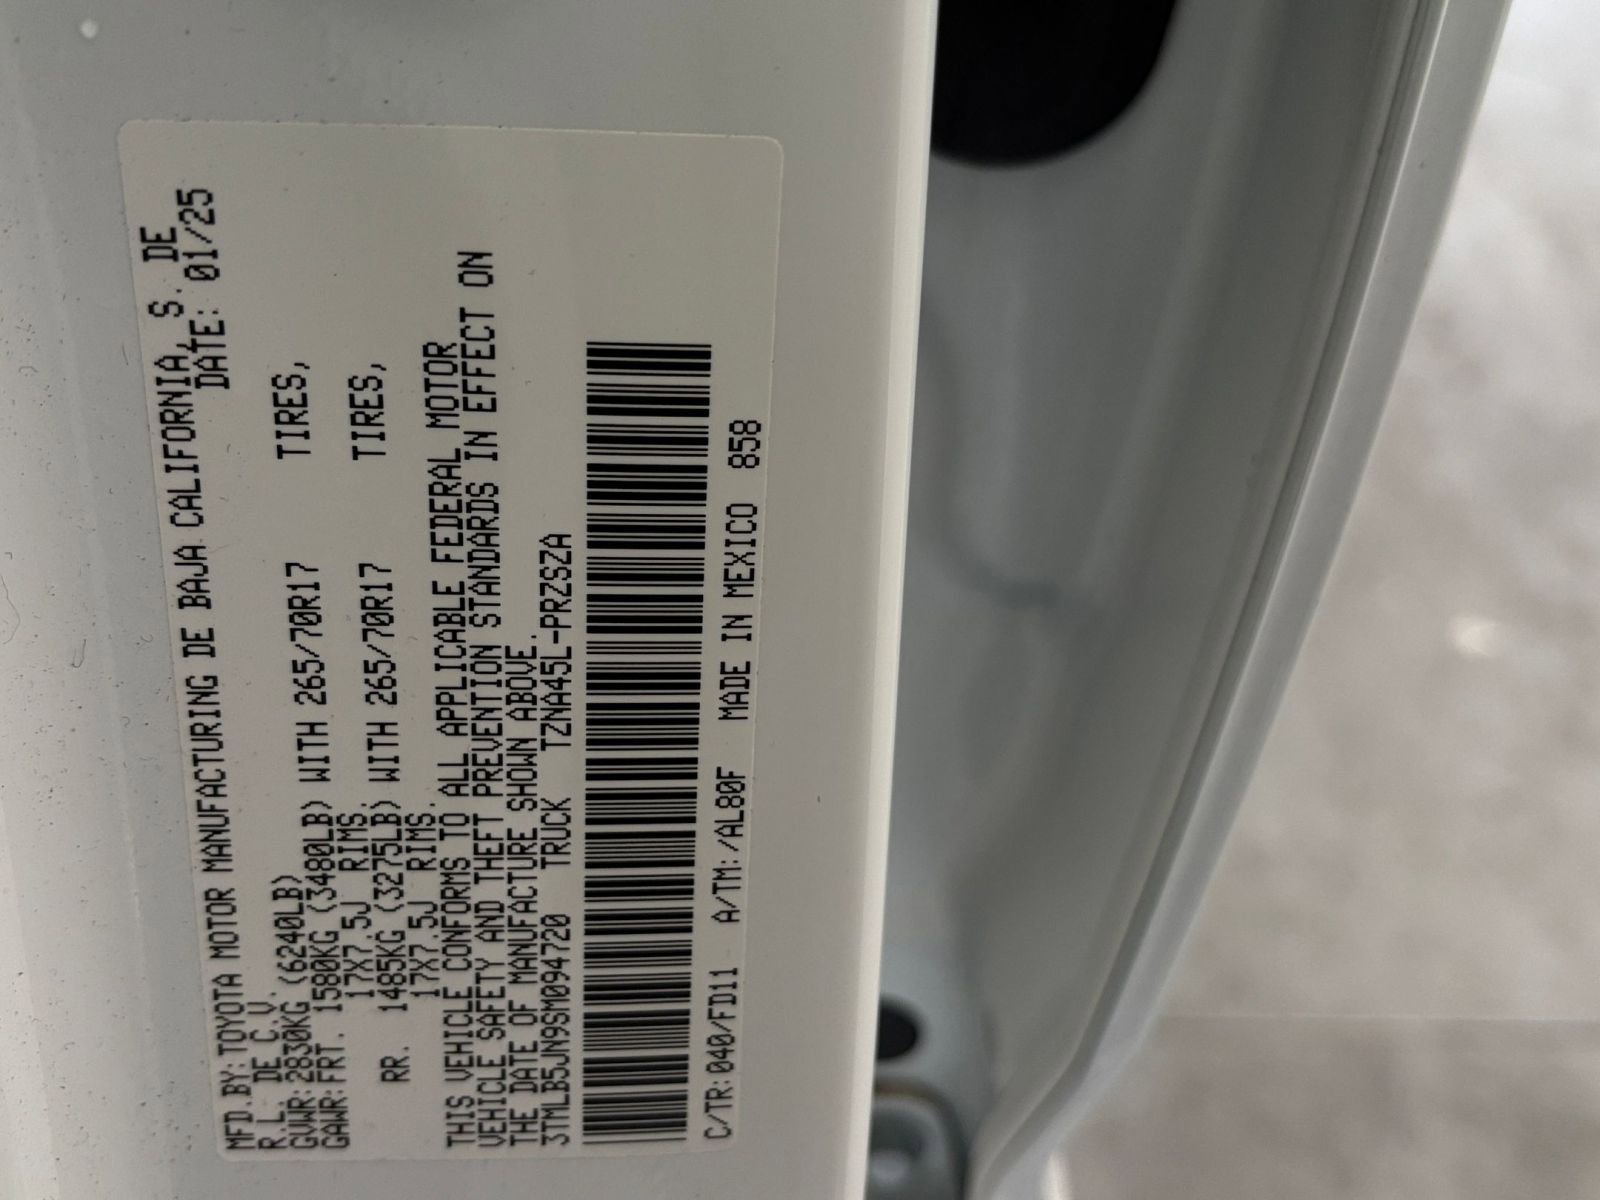 MFD.BY:TOYOTA MOTOR MANUFACTURING DE BAJA CALIFORNIA, S. DE
R.L. DE C.V. DATE: 01/25
GVWR:2830KG (6240LB)
GAWR:FRT. 1580KG (3480LB) WITH 265/70R17 TIRES,
17X7.5J RIMS.
RR. 1485KG (3275LB) WITH 265/70R17 TIRES,
17X7.5J RIMS.
THIS VEHICLE CONFORMS TO ALL APPLICABLE FEDERAL MOTOR
VEHICLE SAFETY AND THEFT PREVENTION STANDARDS IN EFFECT ON
THE DATE OF MANUFACTURE SHOWN ABOVE.
3TMLB5JN9SM094720 TRUCK TZNA45L-PRZSZA
C/TR:040/FD11 A/TM:/AL80F MADE IN MEXICO 858